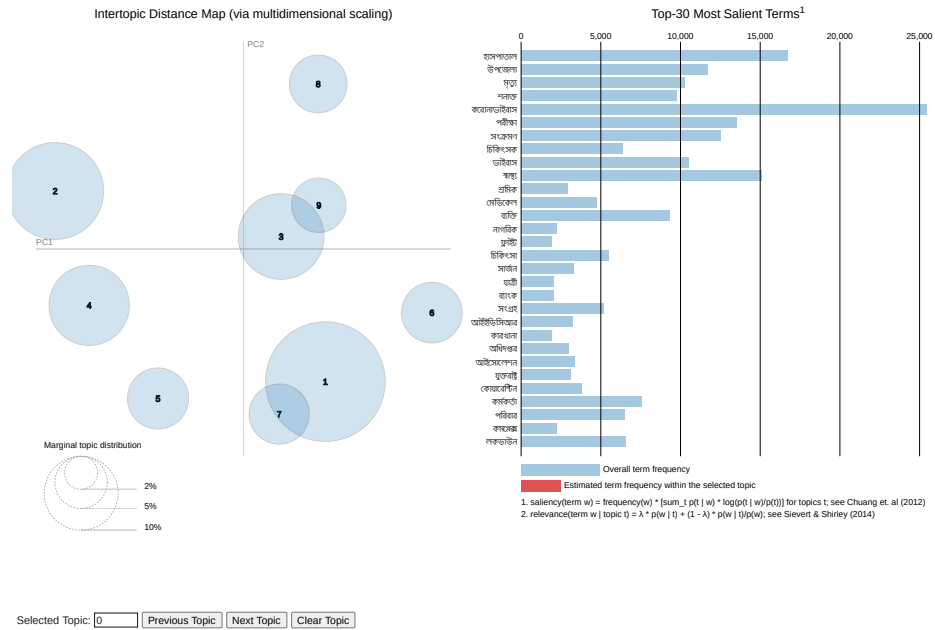 Intertopic Distance Map (via multidimensional scaling)
PC2
8
2
9
3
PC1
4
6
1
5
7
Marginal topic distribution
2%
5%
10%
Top-30 Most Salient Terms1
0 5,000 10,000 15,000 20,000 25,000
হাসপাতাল
উপজেলা
মৃত্যু
শনাক্ত
করোনাভাইরাস
পরীক্ষা
সংক্রমণ
চিকিৎসক
ভাইরাস
স্বাস্থ্য
শ্রমিক
মেডিকেল
ব্যক্তি
নাগরিক
ফ্লাইট
চিকিৎসা
সার্জন
যাত্রী
ব্যাংক
সংগ্রহ
আইইডিসিআর
কারখানা
অধিদপ্তর
আইসোলেশন
যুক্তরাষ্ট্র
কোয়ারেন্টিন
কর্মকর্তা
পরিবার
কমপ্লেক্স
লকডাউন
Overall term frequency
Estimated term frequency within the selected topic
1. saliency(term w) = frequency(w) * [sum_t p(t | w) * log(p(t | w)/p(t))] for topics t; see Chuang et. al (2012)
2. relevance(term w | topic t) = λ * p(w | t) + (1 - λ) * p(w | t)/p(w); see Sievert & Shirley (2014)
Selected Topic: 0 Previous Topic Next Topic Clear Topic